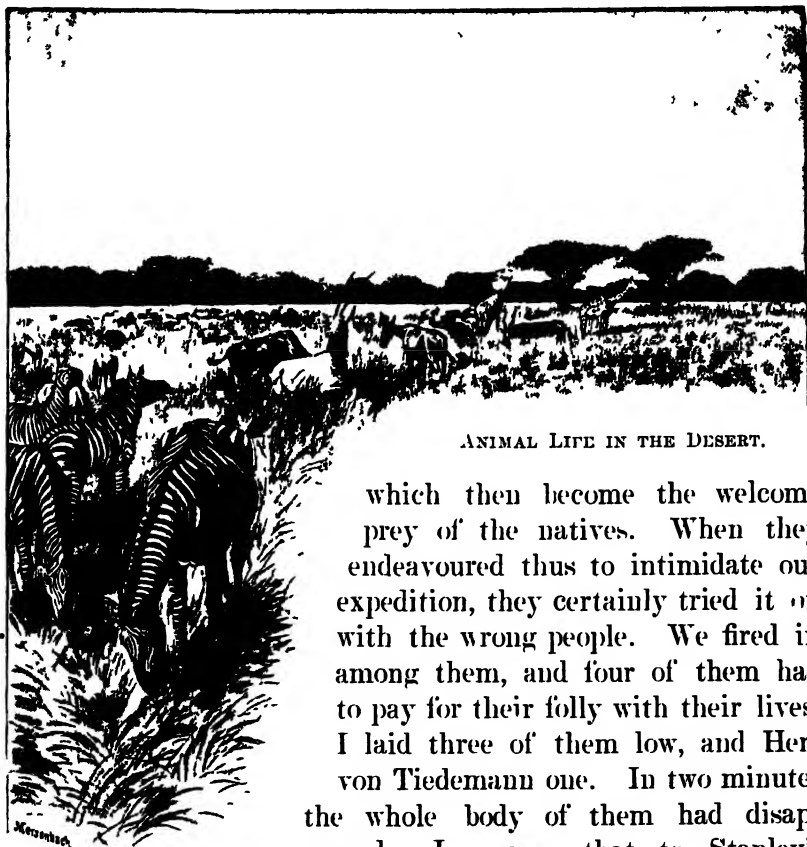 ANIMAL LIFE IN THE DESERT.
which then become the welcom
prey of the natives. When the
endeavoured thus to intimidate ou
expedition, they certainly tried it
with the wrong people. We fired i
among them, and four of them ha
to pay for their folly with their lives
I laid three of them low, and Her
von Tiedemann one. In two minute
the whole body of them had disap
that to Stanley